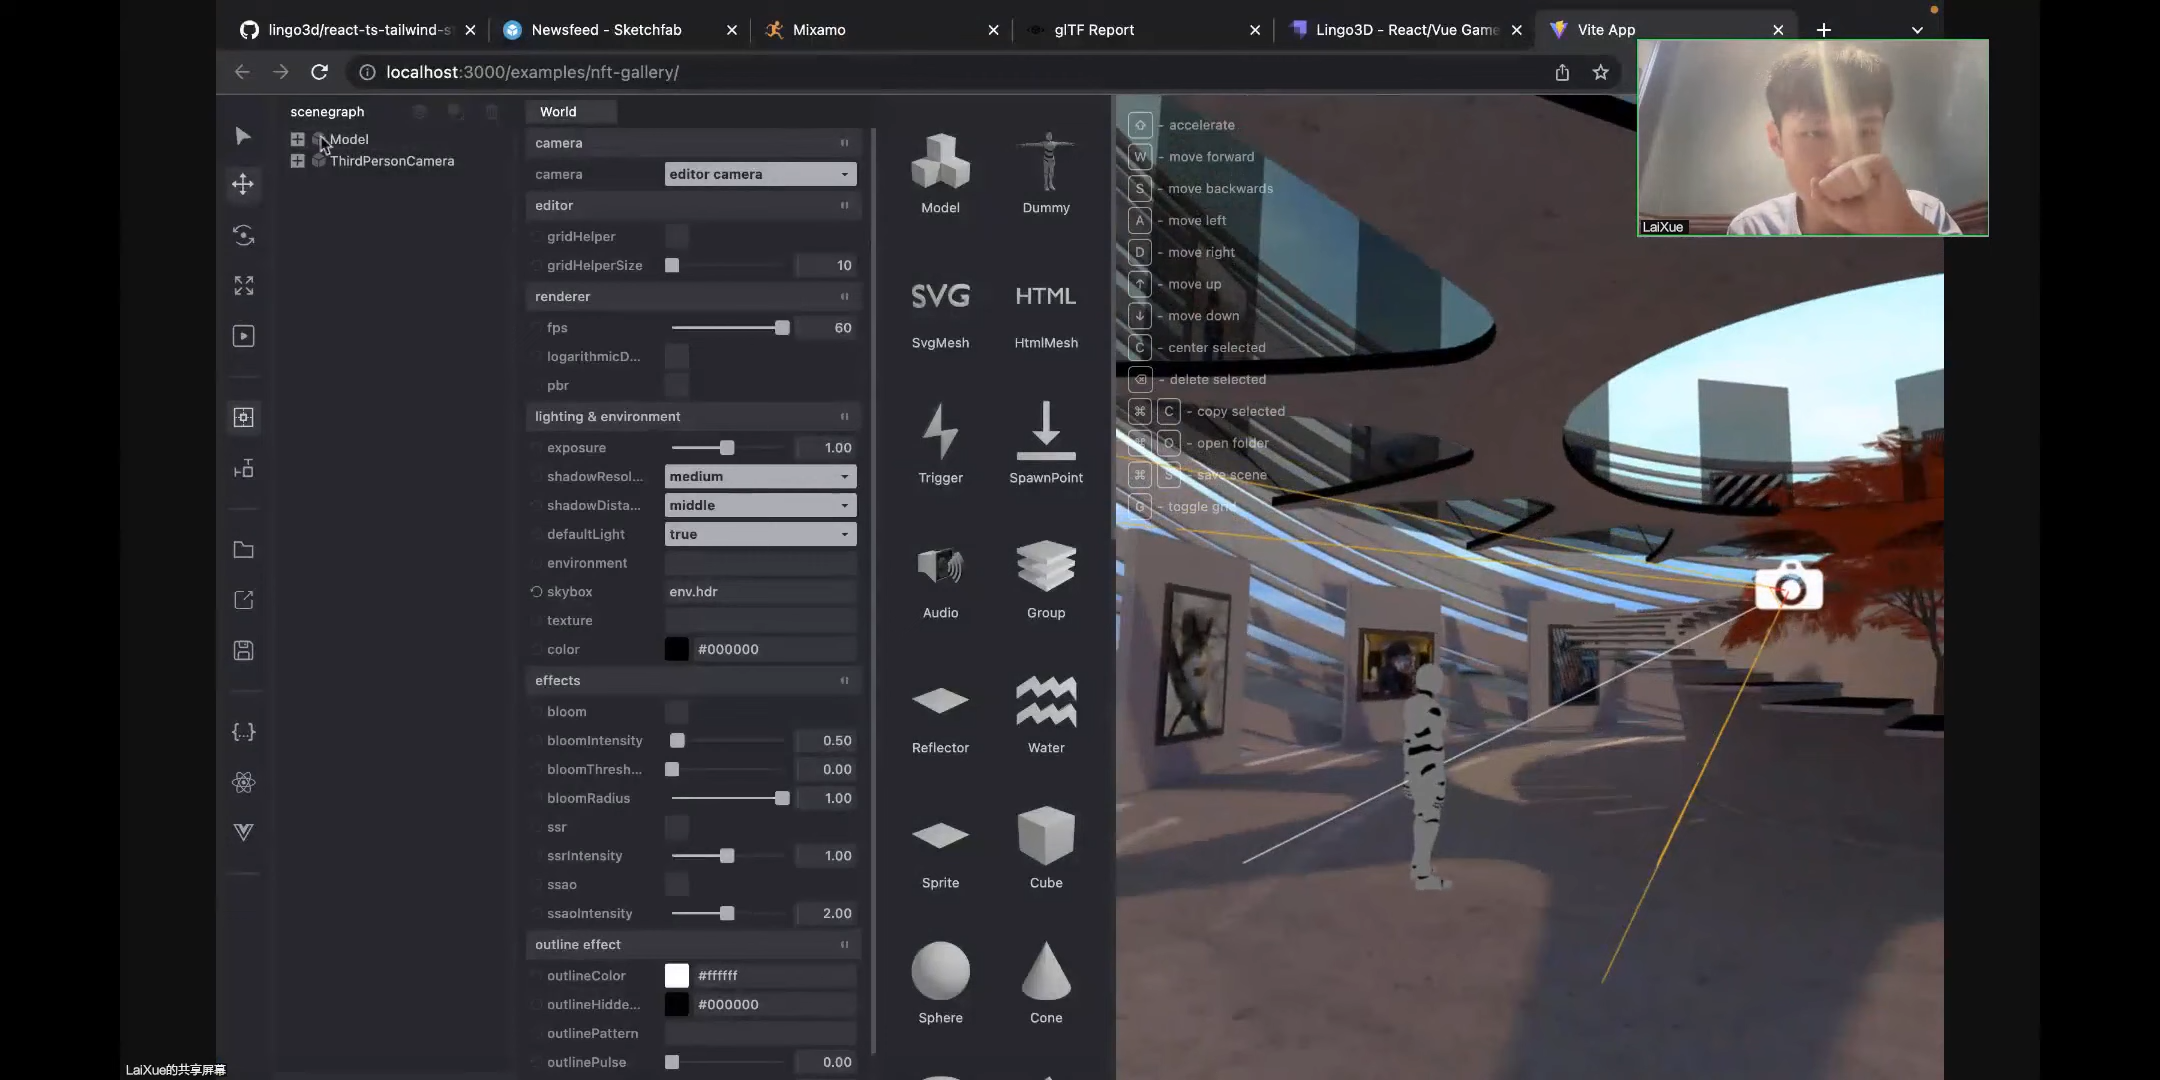 lingo3d/react-ts-tailwind-s
Newsfeed - Sketchfab
Mixamo
glTF Report
Lingo3D - React/Vue Game
Vite App
localhost:3000/examples/nft-gallery/
LaiXue
scenegraph
Model
ThirdPersonCamera
World
camera
camera editor camera
editor
gridHelper
gridHelperSize 10
renderer
fps 60
logarithmicD...
pbr
lighting & environment
exposure 1.00
shadowResol... medium
shadowDista... middle
defaultLight true
environment
skybox env.hdr
texture
color #000000
effects
bloom
bloomIntensity 0.50
bloomThresh... 0.00
bloomRadius 1.00
ssr
ssrIntensity 1.00
ssao
ssaoIntensity 2.00
outline effect
outlineColor #ffffff
outlineHidde... #000000
outlinePattern
outlinePulse 0.00
Model
Dummy
SVG
HTML
SvgMesh
HtmlMesh
Trigger
SpawnPoint
Audio
Group
Reflector
Water
Sprite
Cube
Sphere
Cone
⇧ - accelerate
W - move forward
S - move backwards
A - move left
D - move right
↑ - move up
↓ - move down
C - center selected
⌫ - delete selected
⌘ C - copy selected
⌘ O - open folder
⌘ S - save scene
G - toggle grid
LaiXue的共享屏幕